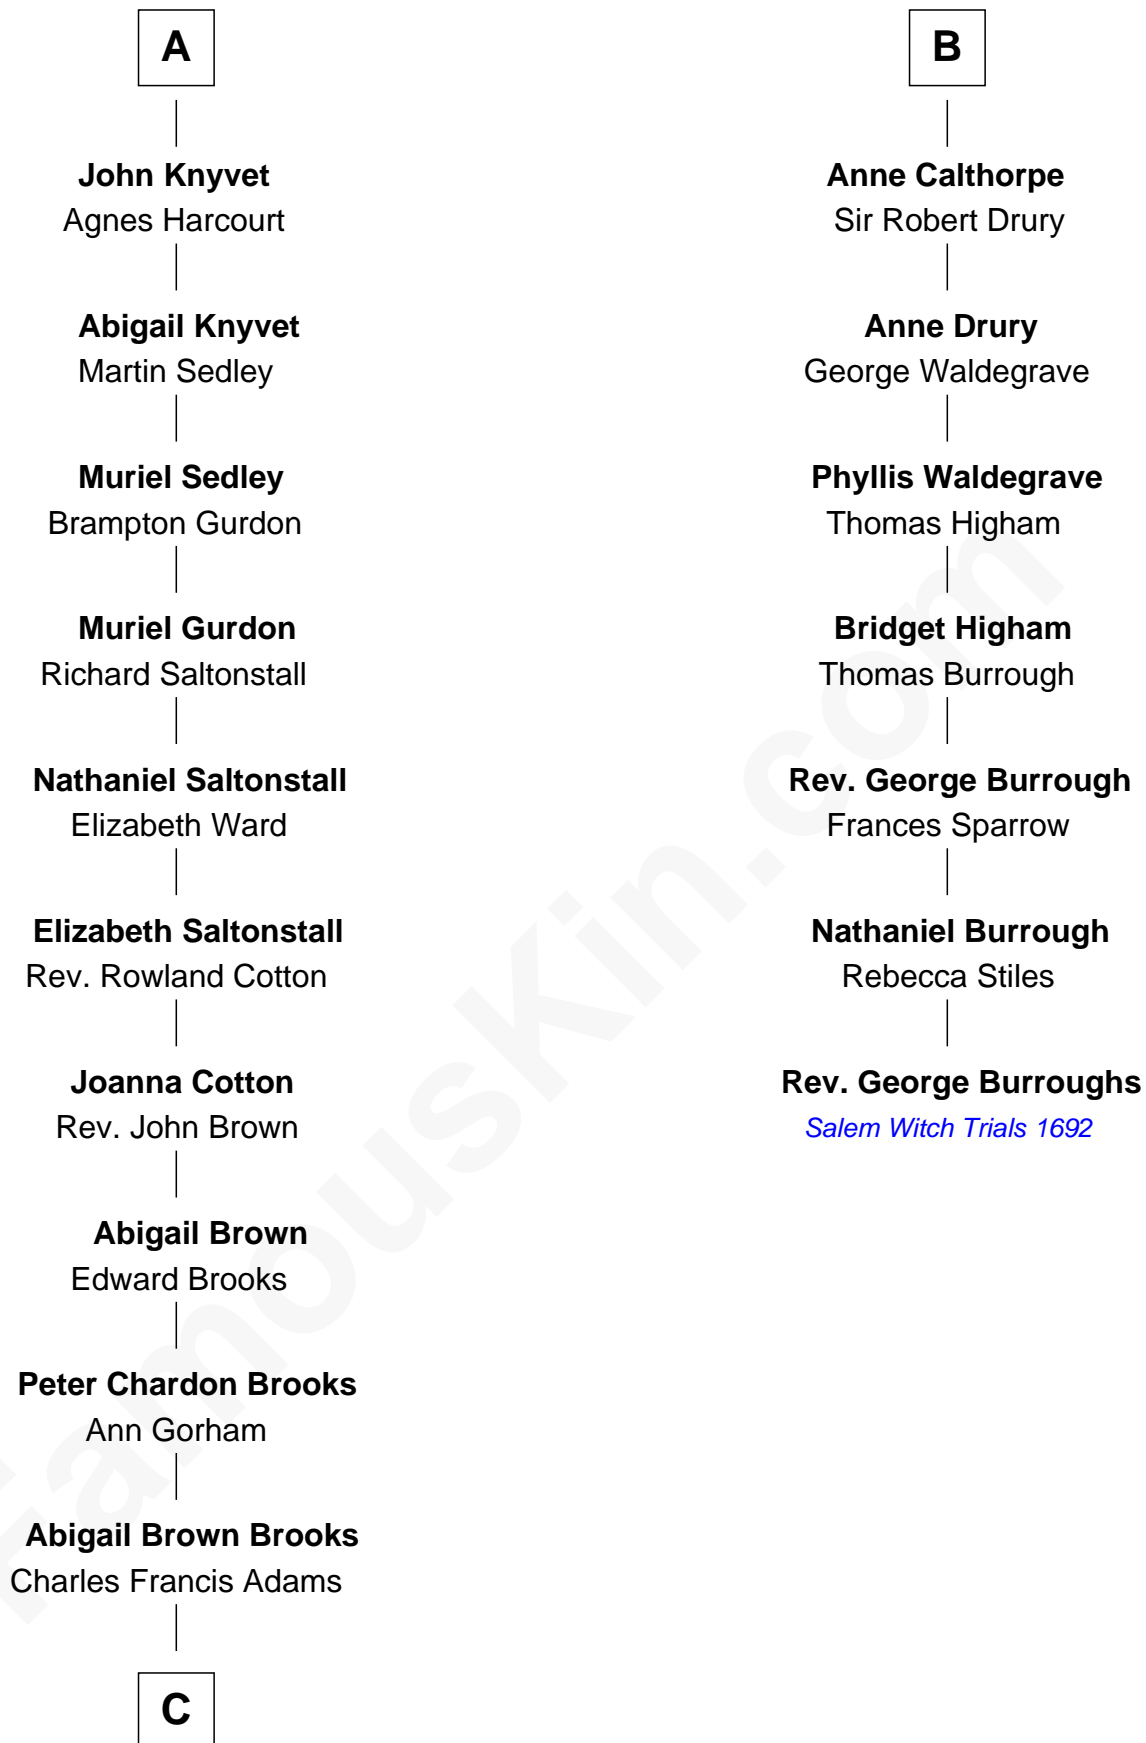 A
John Knyvet
Agnes Harcourt
Abigail Knyvet
Martin Sedley
Muriel Sedley
Brampton Gurdon
Muriel Gurdon
Richard Saltonstall
Nathaniel Saltonstall
Elizabeth Ward
Elizabeth Saltonstall
Rev. Rowland Cotton
Joanna Cotton
Rev. John Brown
Abigail Brown
Edward Brooks
Peter Chardon Brooks
Ann Gorham
Abigail Brown Brooks
Charles Francis Adams
C
B
Anne Calthorpe
Sir Robert Drury
Anne Drury
George Waldegrave
Phyllis Waldegrave
Thomas Higham
Bridget Higham
Thomas Burrough
Rev. George Burrough
Frances Sparrow
Nathaniel Burrough
Rebecca Stiles
Rev. George Burroughs
Salem Witch Trials 1692
FamousKin.com